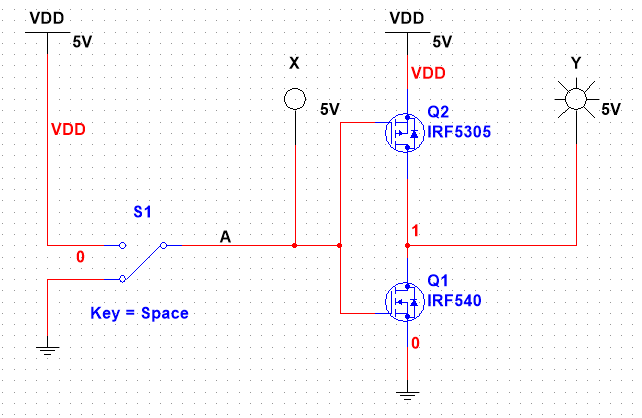 VDD
5V
VDD
5V
X
5V
Y
5V
VDD
VDD
Q2
IRF5305
S1
A
1
0
Q1
IRF540
Key = Space
0